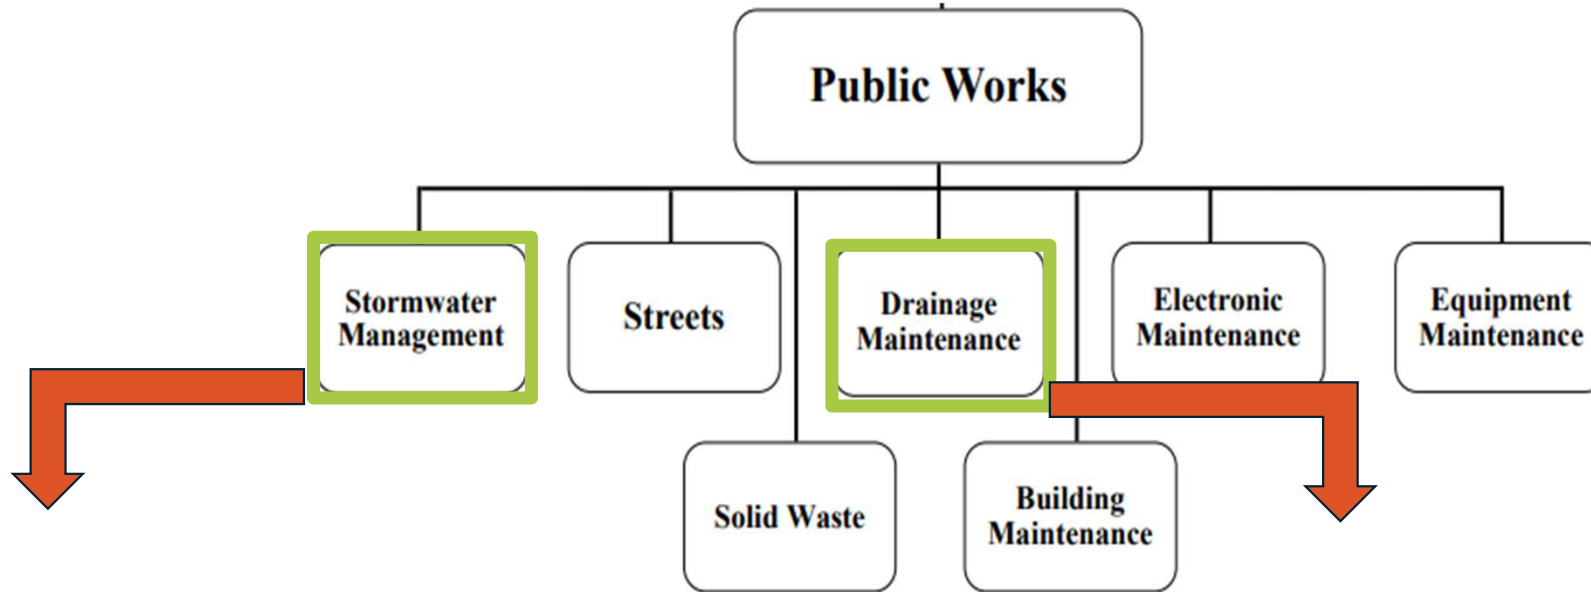 Public Works
Stormwater
Management
Streets
Drainage
Maintenance
Electronic
Maintenance
Equipment
Maintenance
Solid Waste
Building
Maintenance